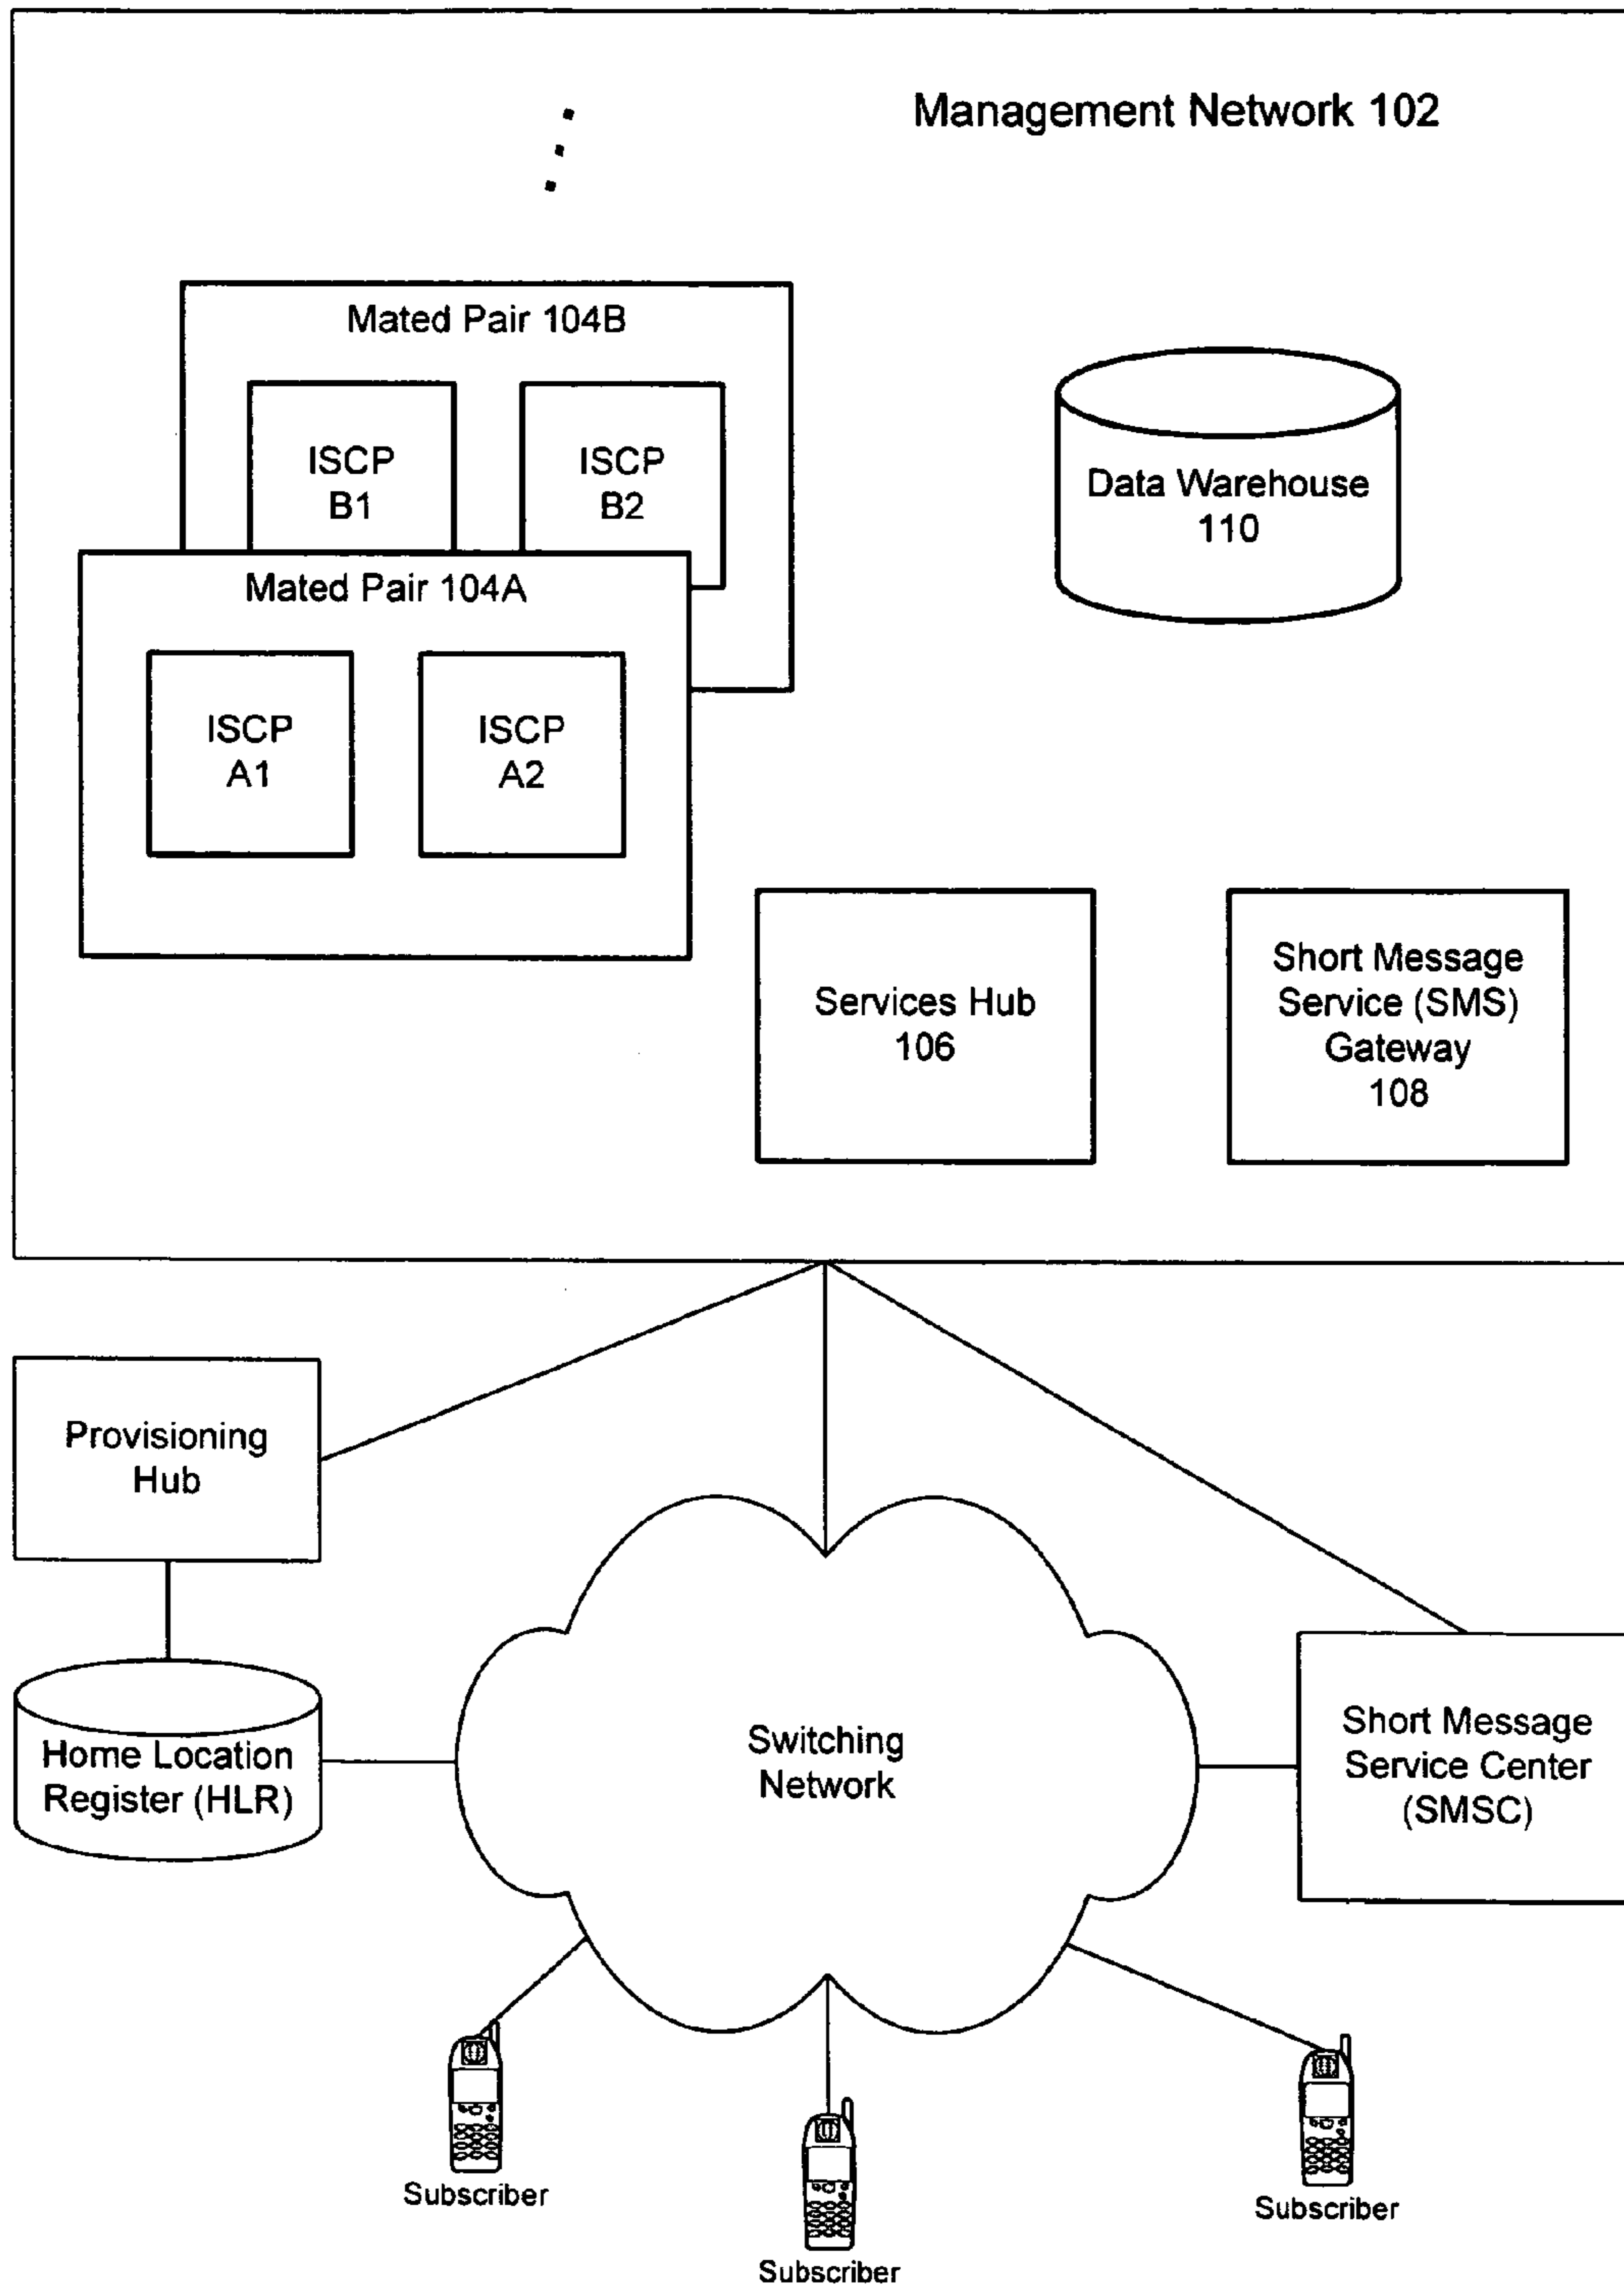 Management Network 102
Mated Pair 104B
ISCP
B1
ISCP
B2
Data Warehouse
110
Mated Pair 104A
ISCP
A1
ISCP
A2
Services Hub
106
Short Message
Service (SMS)
Gateway
108
Provisioning
Hub
Home Location
Register (HLR)
Switching
Network
Short Message
Service Center
(SMSC)
Subscriber
Subscriber
Subscriber